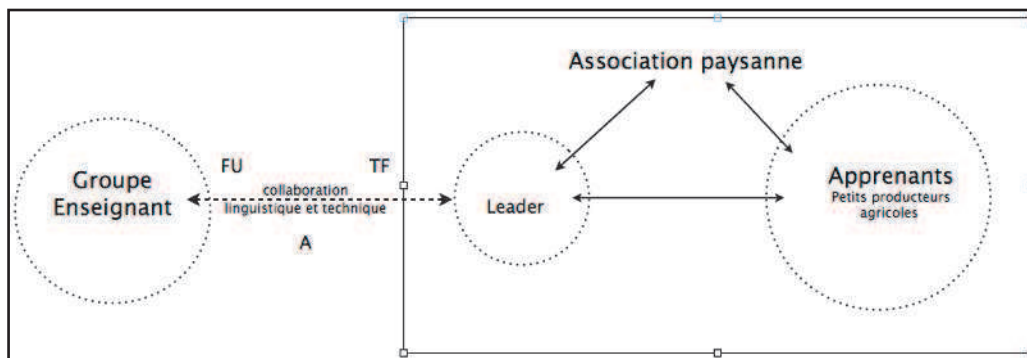 Association paysanne
Groupe
Enseignant
FU
TF
collaboration
linguistique et technique
A
Leader
Apprenants
Petits producteurs
agricoles